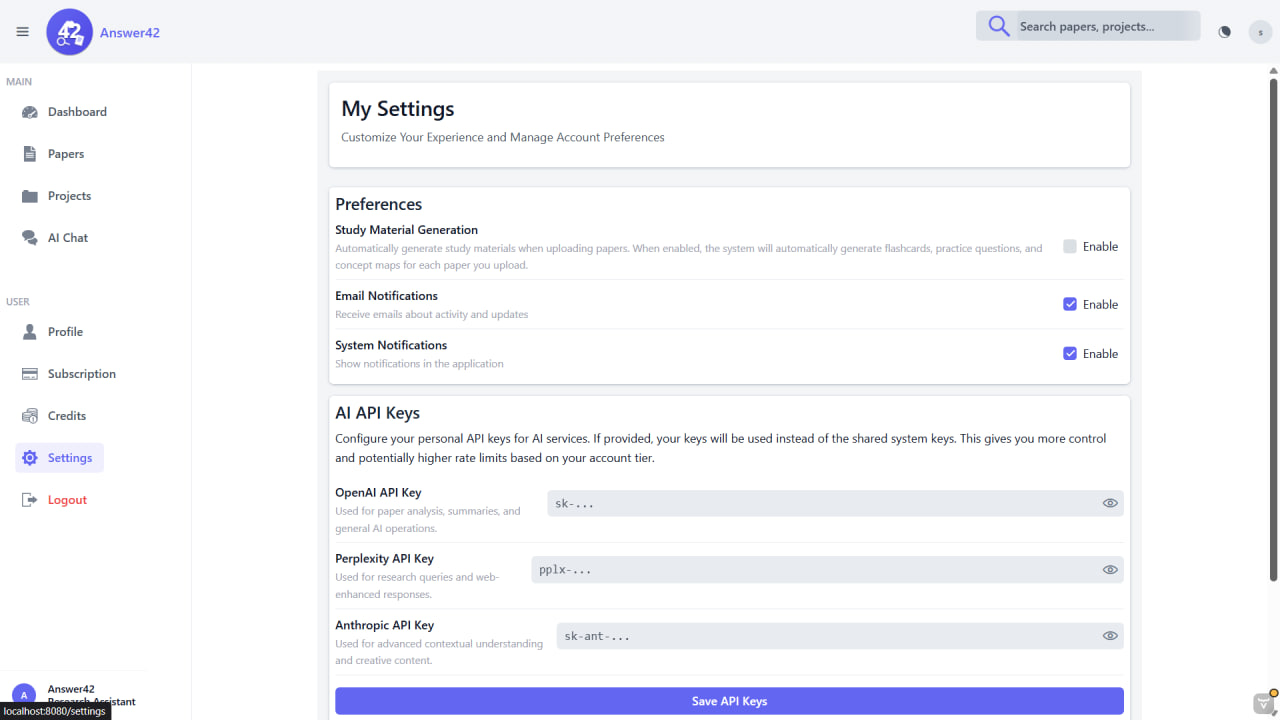 42
Answer42
Search papers, projects...
s
MAIN
Dashboard
Papers
Projects
AI Chat
USER
Profile
Subscription
Credits
Settings
Logout
A
Answer42
Research Assistant
localhost:8080/settings
My Settings
Customize Your Experience and Manage Account Preferences
Preferences
Study Material Generation
Automatically generate study materials when uploading papers. When enabled, the system will automatically generate flashcards, practice questions, and
concept maps for each paper you upload.
Enable
Email Notifications
Receive emails about activity and updates
Enable
System Notifications
Show notifications in the application
Enable
AI API Keys
Configure your personal API keys for AI services. If provided, your keys will be used instead of the shared system keys. This gives you more control
and potentially higher rate limits based on your account tier.
OpenAI API Key
Used for paper analysis, summaries, and
general AI operations.
sk-...
Perplexity API Key
Used for research queries and web-
enhanced responses.
pplx-...
Anthropic API Key
Used for advanced contextual understanding
and creative content.
sk-ant-...
Save API Keys